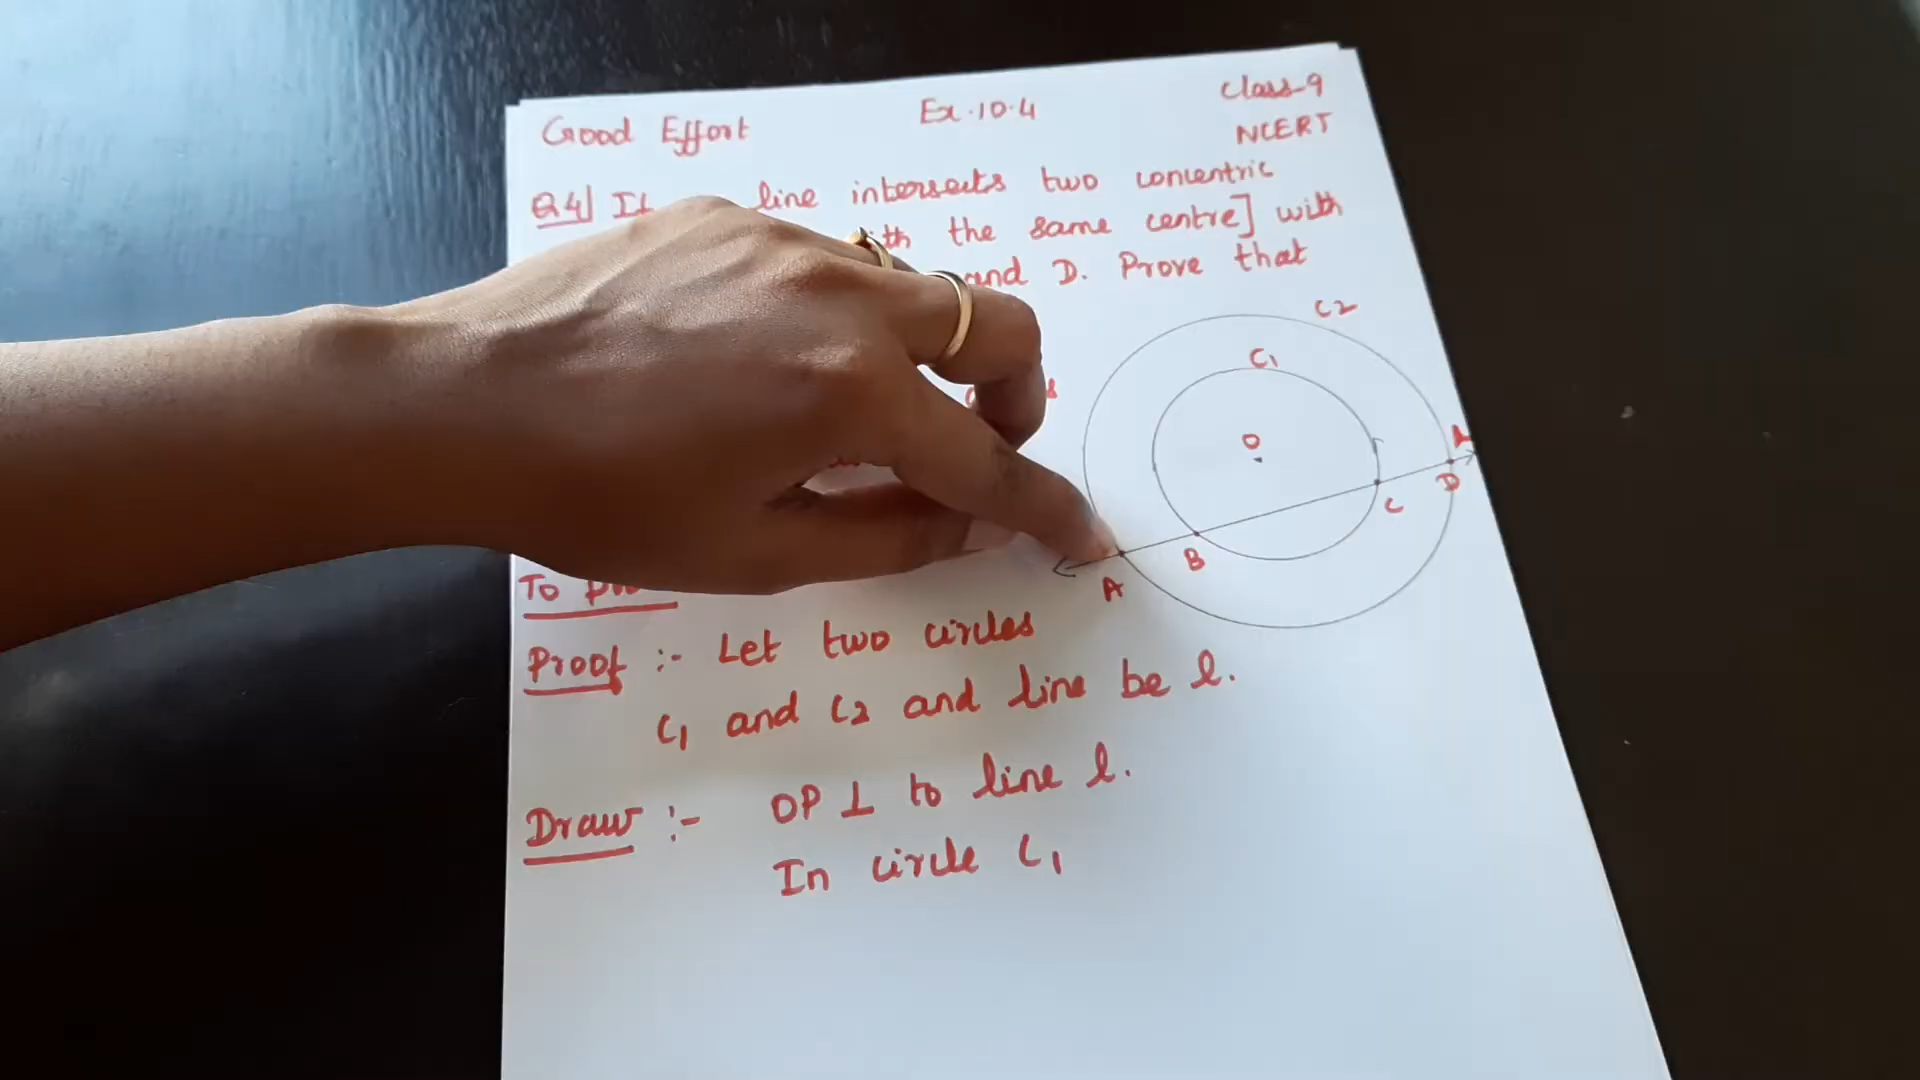 Good Effort Ex.10.4 Class-9
NCERT
Q4| If line intersects two concentric
the same centre] with
and D. Prove that
C2
C1
O
l
D
C
B
A
To
Proof :- Let two circles
C1 and C2 and line be l.
Draw :- OP ⊥ to line l.
In circle C1